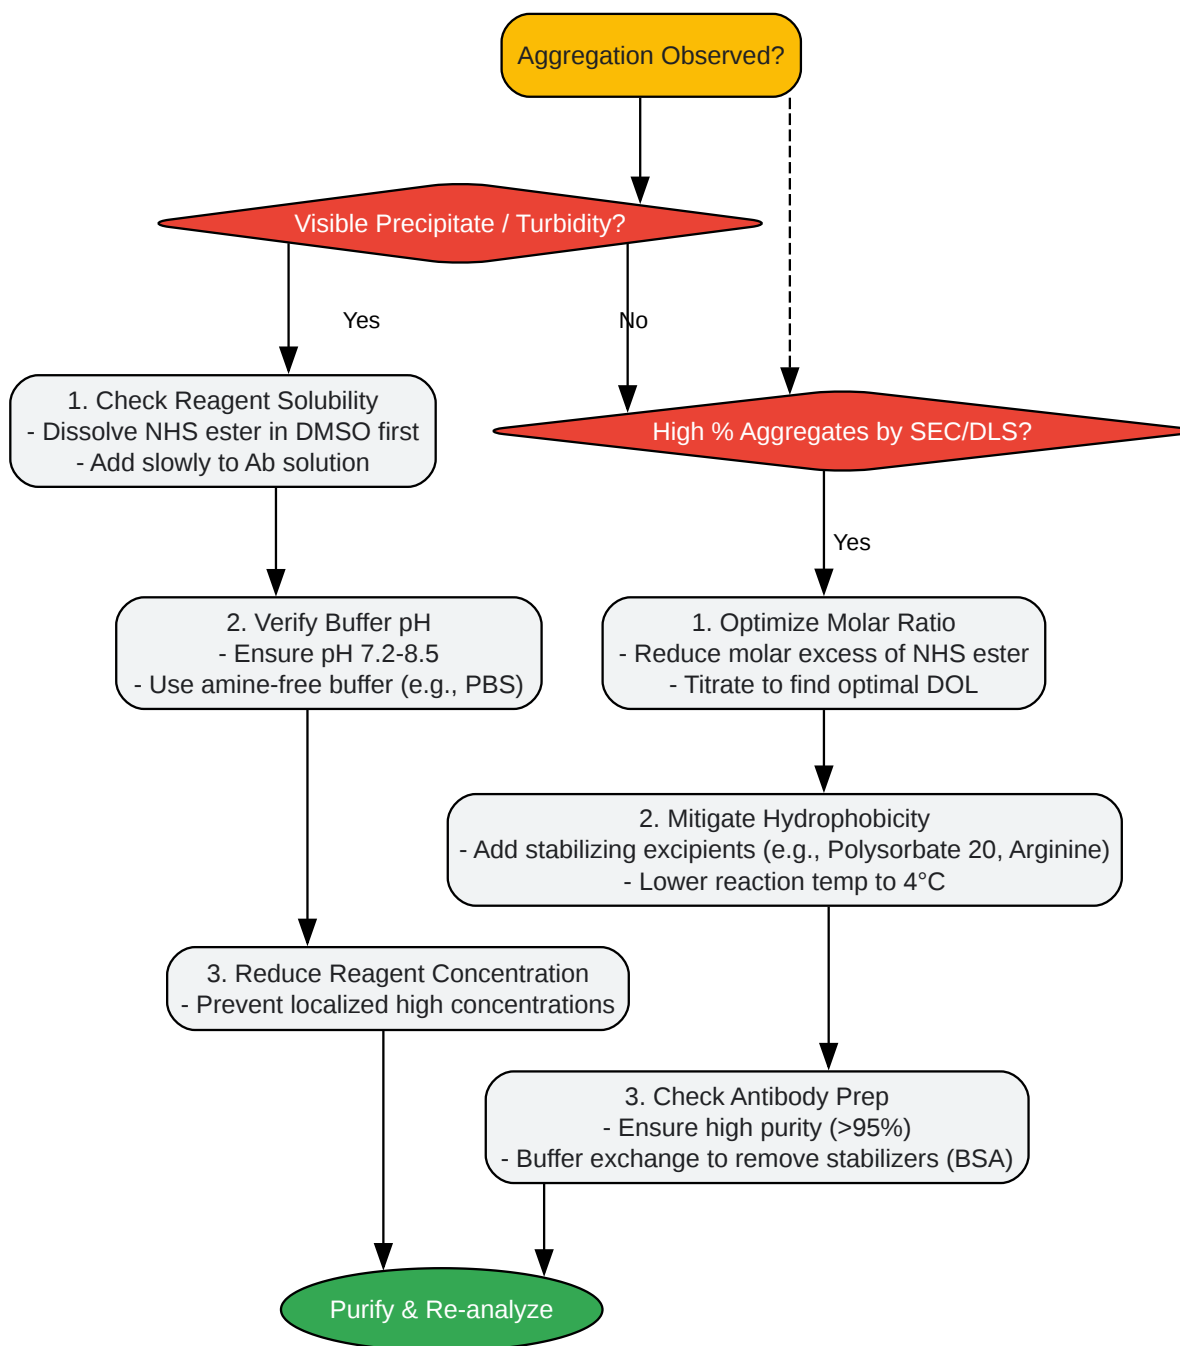 Aggregation Observed?
Visible Precipitate / Turbidity?
Yes
No
1. Check Reagent Solubility
- Dissolve NHS ester in DMSO first
- Add slowly to Ab solution
High % Aggregates by SEC/DLS?
Yes
2. Verify Buffer pH
- Ensure pH 7.2-8.5
- Use amine-free buffer (e.g., PBS)
1. Optimize Molar Ratio
- Reduce molar excess of NHS ester
- Titrate to find optimal DOL
2. Mitigate Hydrophobicity
- Add stabilizing excipients (e.g., Polysorbate 20, Arginine)
- Lower reaction temp to 4°C
3. Reduce Reagent Concentration
- Prevent localized high concentrations
3. Check Antibody Prep
- Ensure high purity (>95%)
- Buffer exchange to remove stabilizers (BSA)
Purify & Re-analyze